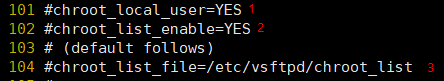 101 #chroot_local_user=YES 1
102 #chroot_list_enable=YES 2
103 # (default follows)
104 #chroot_list_file=/etc/vsftpd/chroot_list 3